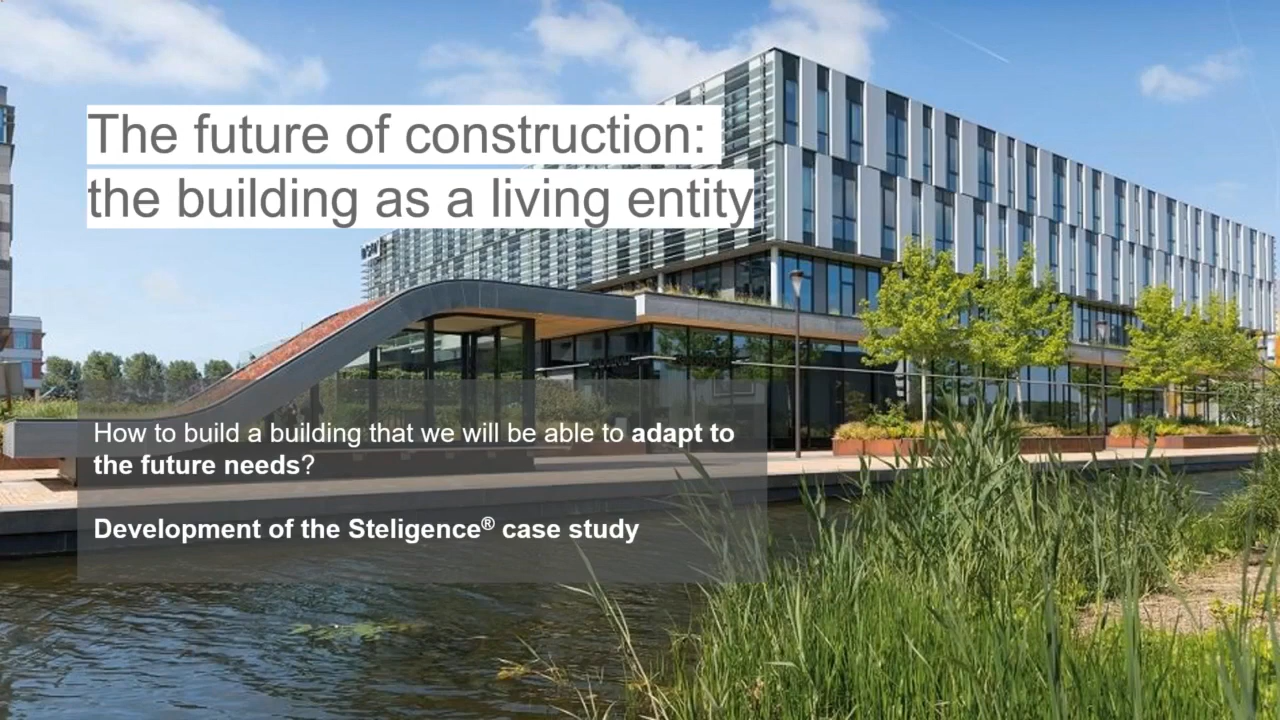 The future of construction:
the building as a living entity
How to build a building that we will be able to adapt to
the future needs?
Development of the Steligence® case study